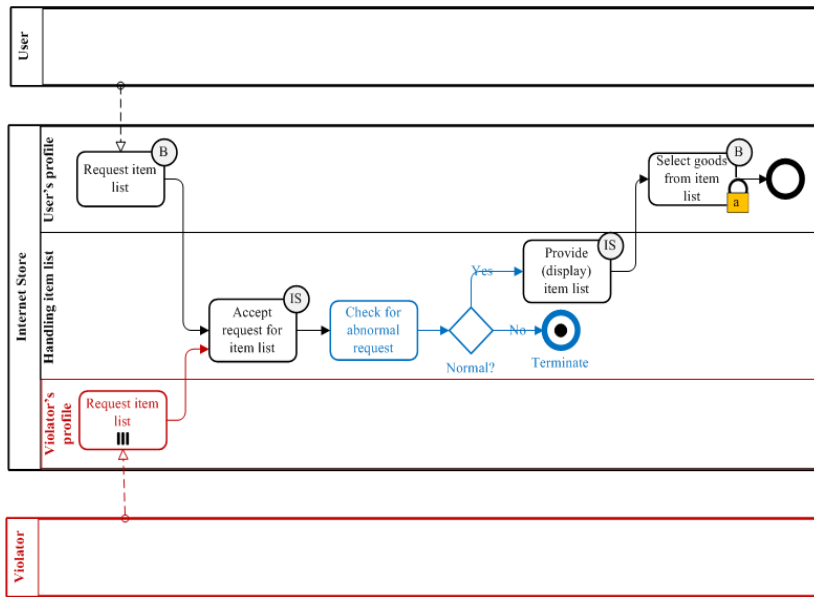 User
Internet Store
User's profile
Request item
list
B
Select goods
from item
list
B
a
Handling item list
Accept
request for
item list
IS
Check for
abnormal
request
Normal?
Yes
No
Provide
(display)
item list
IS
Terminate
Violator's
profile
Request item
list
Violator